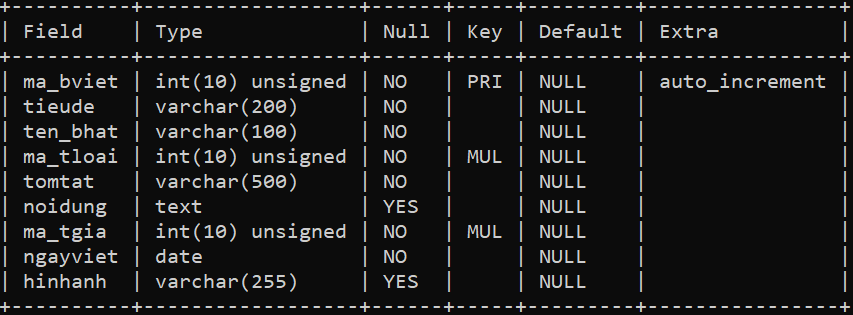 +----------+------------------+------+-----+---------+----------------+
| Field    | Type             | Null | Key | Default | Extra          |
+----------+------------------+------+-----+---------+----------------+
| ma_bviet | int(10) unsigned | NO   | PRI | NULL    | auto_increment |
| tieude   | varchar(200)     | NO   |     | NULL    |                |
| ten_bhat | varchar(100)     | NO   |     | NULL    |                |
| ma_tloai | int(10) unsigned | NO   | MUL | NULL    |                |
| tomtat   | varchar(500)     | NO   |     | NULL    |                |
| noidung  | text             | YES  |     | NULL    |                |
| ma_tgia  | int(10) unsigned | NO   | MUL | NULL    |                |
| ngayviet | date             | NO   |     | NULL    |                |
| hinhanh  | varchar(255)     | YES  |     | NULL    |                |
+----------+------------------+------+-----+---------+----------------+